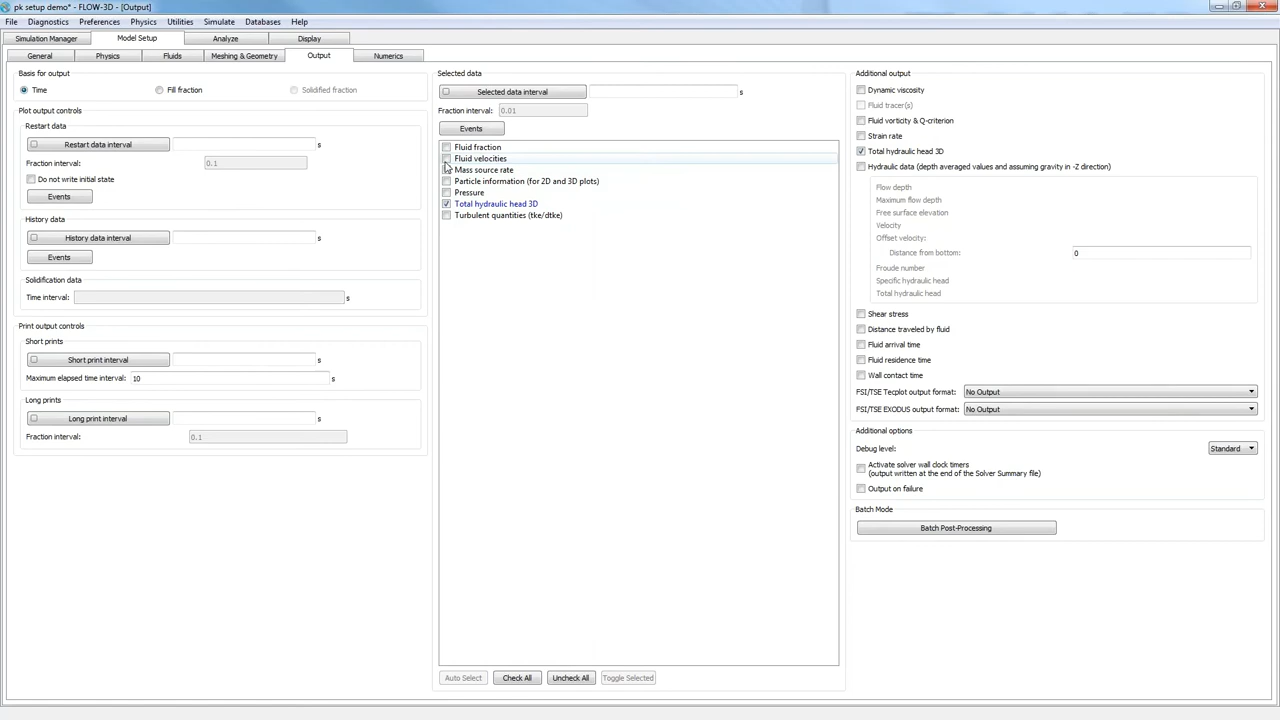 pk setup demo* - FLOW-3D - [Output]
File Diagnostics Preferences Physics Utilities Simulate Databases Help
Simulation Manager Model Setup Analyze Display
General Physics Fluids Meshing & Geometry Output Numerics
Basis for output
Time Fill fraction Solidified fraction
Plot output controls
Restart data
Restart data interval s
Fraction interval: 0.1
Do not write initial state
Events
History data
History data interval s
Events
Solidification data
Time interval: s
Print output controls
Short prints
Short print interval s
Maximum elapsed time interval: 10 s
Long prints
Long print interval s
Fraction interval: 0.1
Selected data
Selected data interval s
Fraction interval: 0.01
Events
Fluid fraction
Fluid velocities
Mass source rate
Particle information (for 2D and 3D plots)
Pressure
Total hydraulic head 3D
Turbulent quantities (tke/dtke)
Auto Select Check All Uncheck All Toggle Selected
Additional output
Dynamic viscosity
Fluid tracer(s)
Fluid vorticity & Q-criterion
Strain rate
Total hydraulic head 3D
Hydraulic data (depth averaged values and assuming gravity in -Z direction)
Flow depth
Maximum flow depth
Free surface elevation
Velocity
Offset velocity:
Distance from bottom: 0
Froude number
Specific hydraulic head
Total hydraulic head
Shear stress
Distance traveled by fluid
Fluid arrival time
Fluid residence time
Wall contact time
FSI/TSE Tecplot output format: No Output
FSI/TSE EXODUS output format: No Output
Additional options
Debug level: Standard
Activate solver wall clock timers
(output written at the end of the Solver Summary file)
Output on failure
Batch Mode
Batch Post-Processing